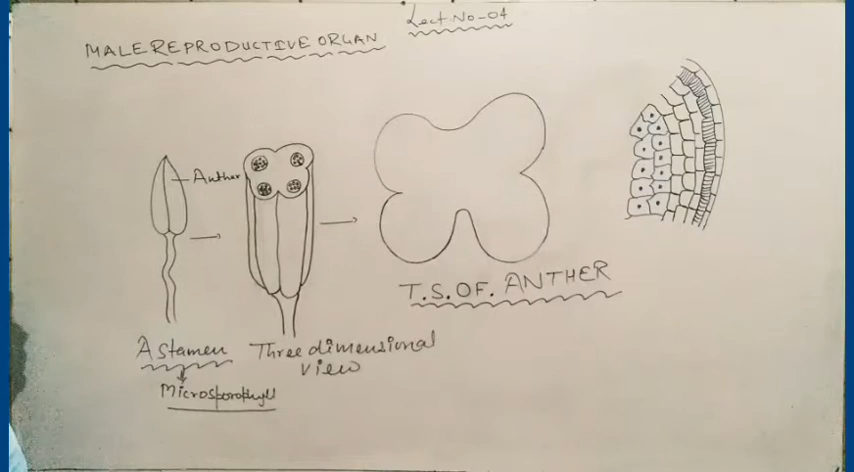 Lect.No-04
MALE REPRODUCTIVE ORGAN
Anther
T.S.OF. ANTHER
A stamen
Three dimensional
view
Microsporophyll